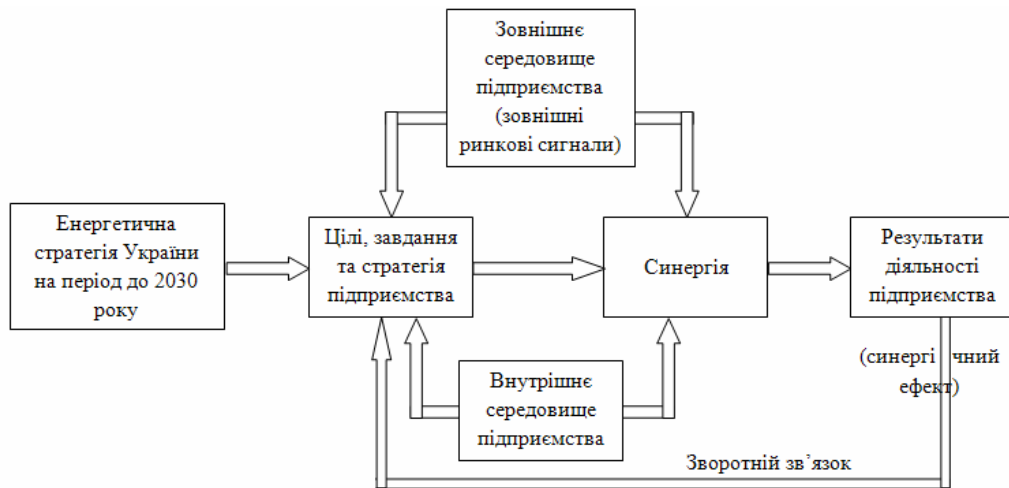 Зовнішнє
середовище
підприємства
(зовнішні
ринкові сигнали)
Енергетична
стратегія України
на період до 2030
року
Цілі, завдання
та стратегія
підприємства
Синергія
Результати
діяльності
підприємства
(синергі чний
ефект)
Внутрішнє
середовище
підприємства
Зворотній зв’язок